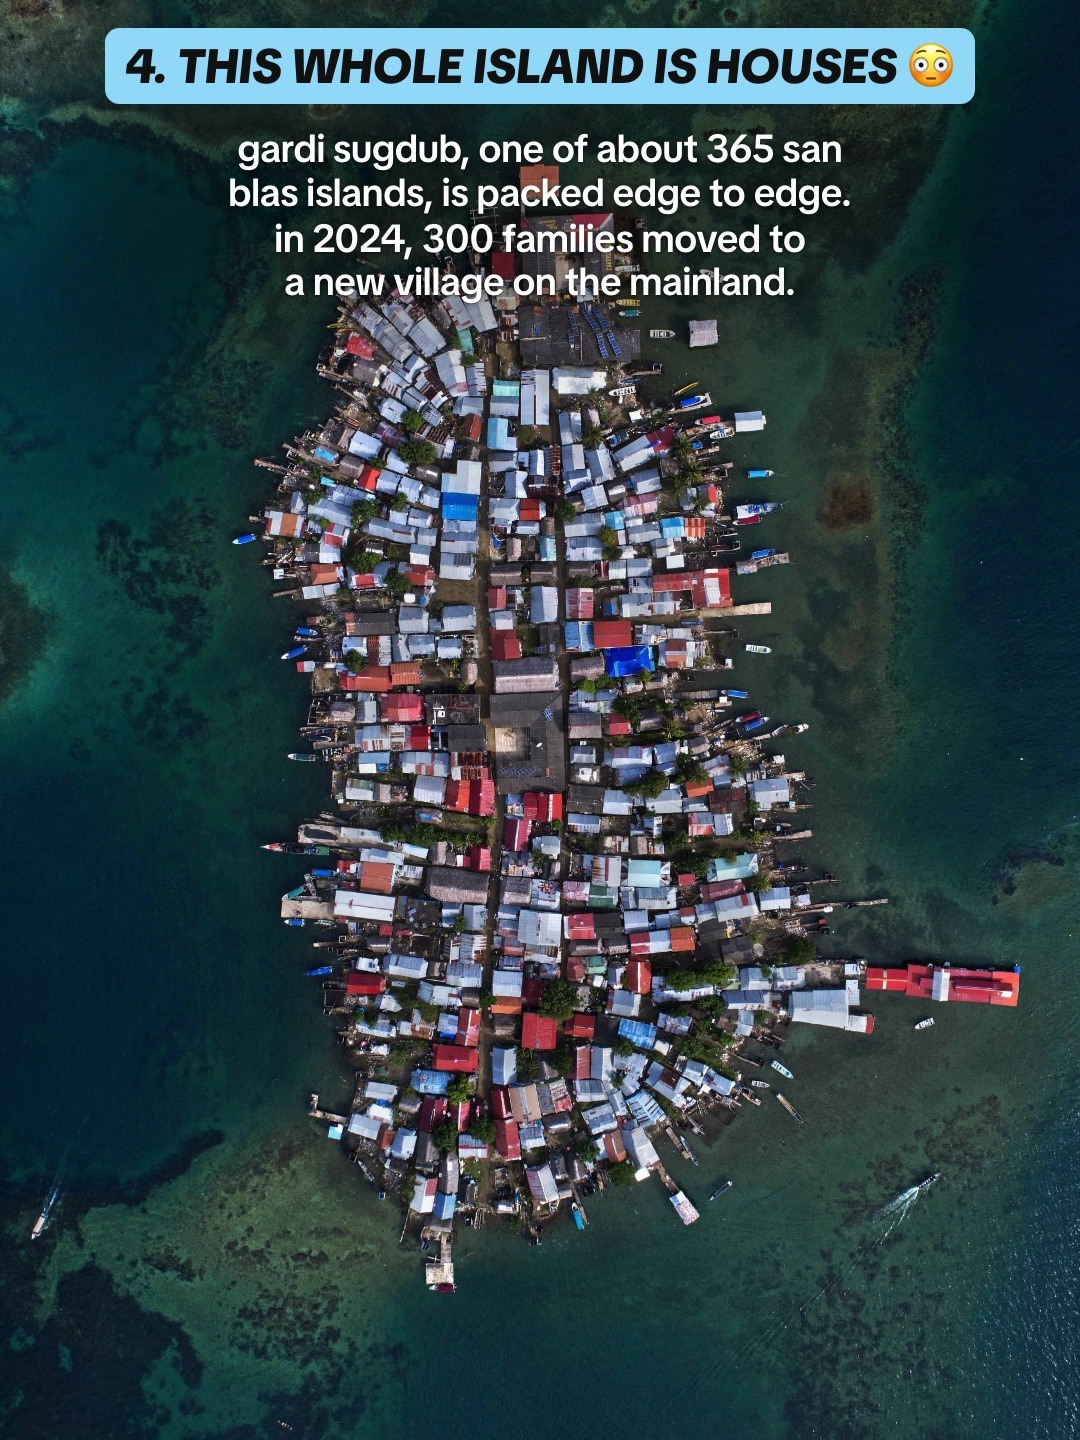 4. THIS WHOLE ISLAND IS HOUSES 😳
gardi sugdub, one of about 365 san
blas islands, is packed edge to edge.
in 2024, 300 families moved to
a new village on the mainland.